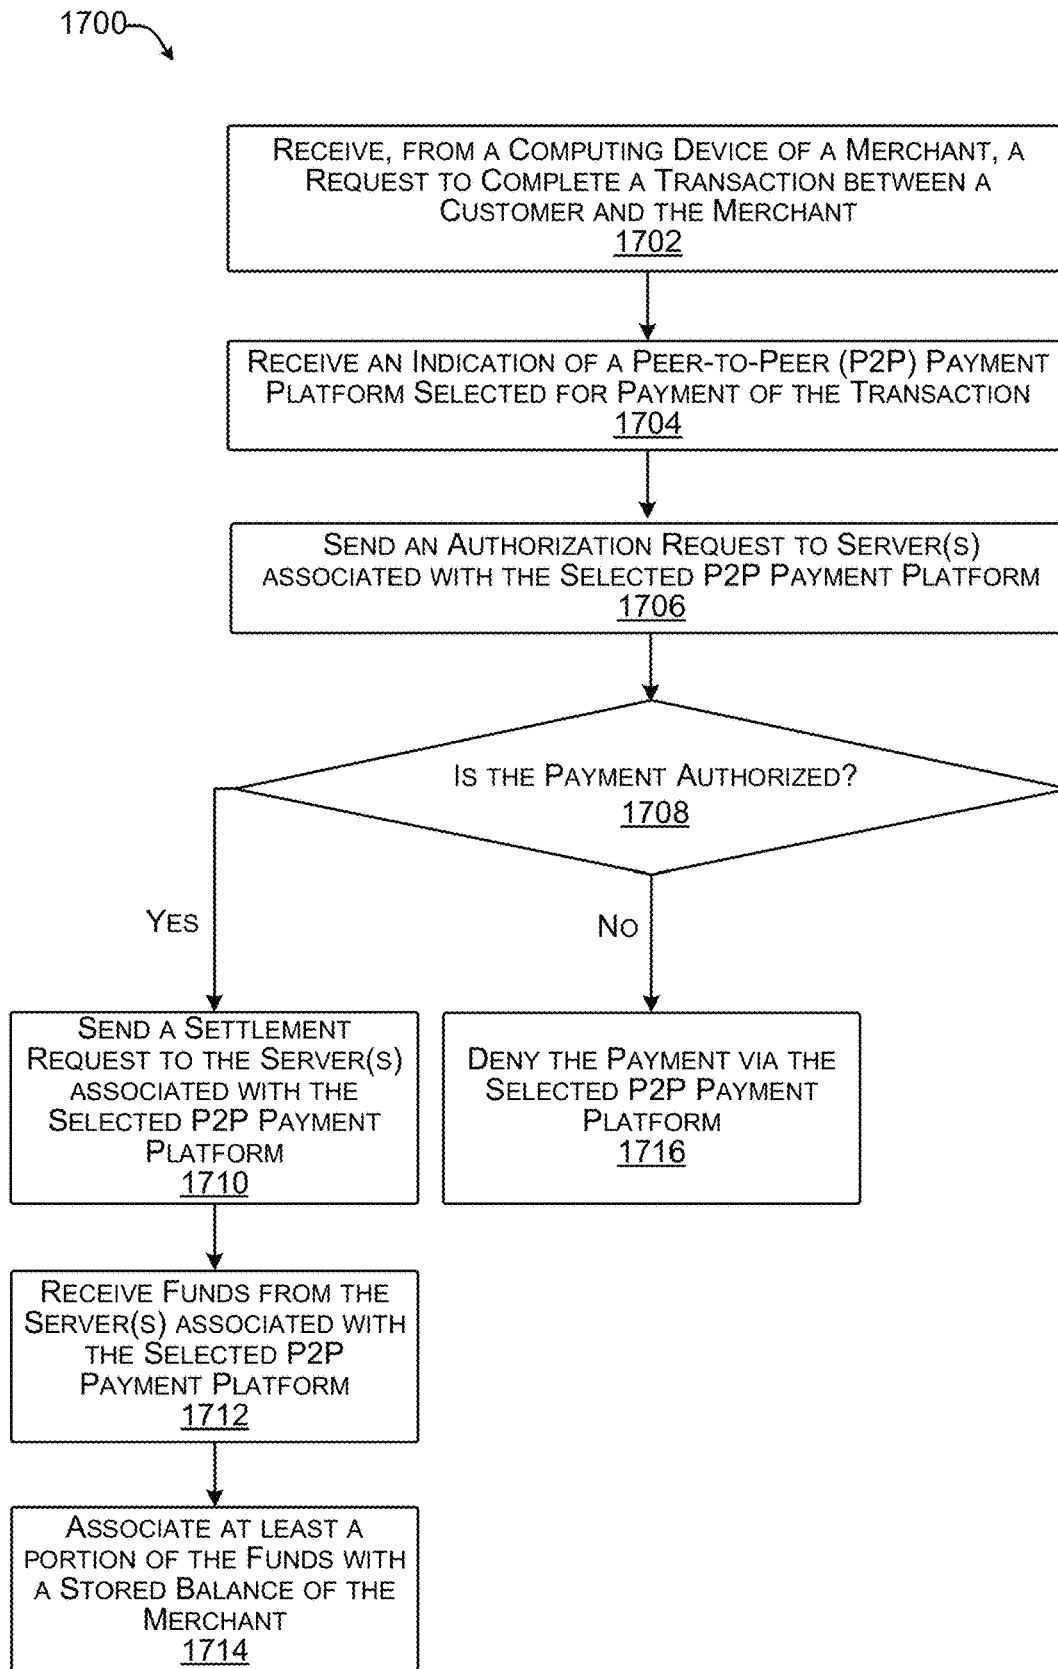 1700
RECEIVE, FROM A COMPUTING DEVICE OF A MERCHANT, A
REQUEST TO COMPLETE A TRANSACTION BETWEEN A
CUSTOMER AND THE MERCHANT
1702
RECEIVE AN INDICATION OF A PEER-TO-PEER (P2P) PAYMENT
PLATFORM SELECTED FOR PAYMENT OF THE TRANSACTION
1704
SEND AN AUTHORIZATION REQUEST TO SERVER(S)
ASSOCIATED WITH THE SELECTED P2P PAYMENT PLATFORM
1706
IS THE PAYMENT AUTHORIZED?
1708
YES
NO
SEND A SETTLEMENT
REQUEST TO THE SERVER(S)
ASSOCIATED WITH THE
SELECTED P2P PAYMENT
PLATFORM
1710
DENY THE PAYMENT VIA THE
SELECTED P2P PAYMENT
PLATFORM
1716
RECEIVE FUNDS FROM THE
SERVER(S) ASSOCIATED WITH
THE SELECTED P2P
PAYMENT PLATFORM
1712
ASSOCIATE AT LEAST A
PORTION OF THE FUNDS WITH
A STORED BALANCE OF THE
MERCHANT
1714